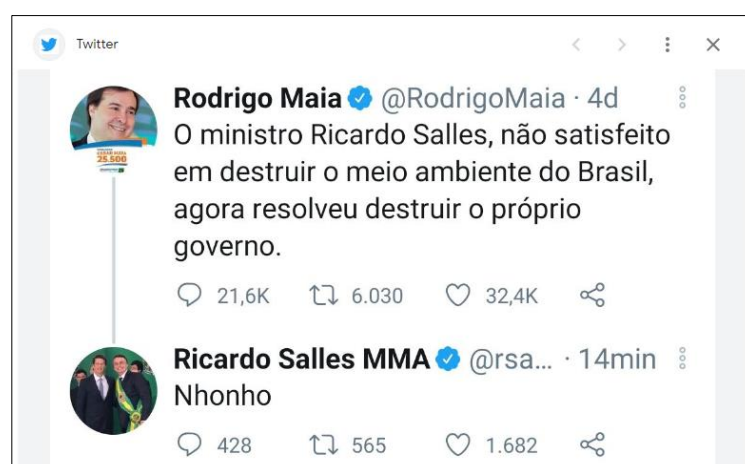 Twitter
Rodrigo Maia @RodrigoMaia · 4d
O ministro Ricardo Salles, não satisfeito
em destruir o meio ambiente do Brasil,
agora resolveu destruir o próprio
governo.
21,6K 6.030 32,4K
Ricardo Salles MMA @rsa... · 14min
Nhonho
428 565 1.682